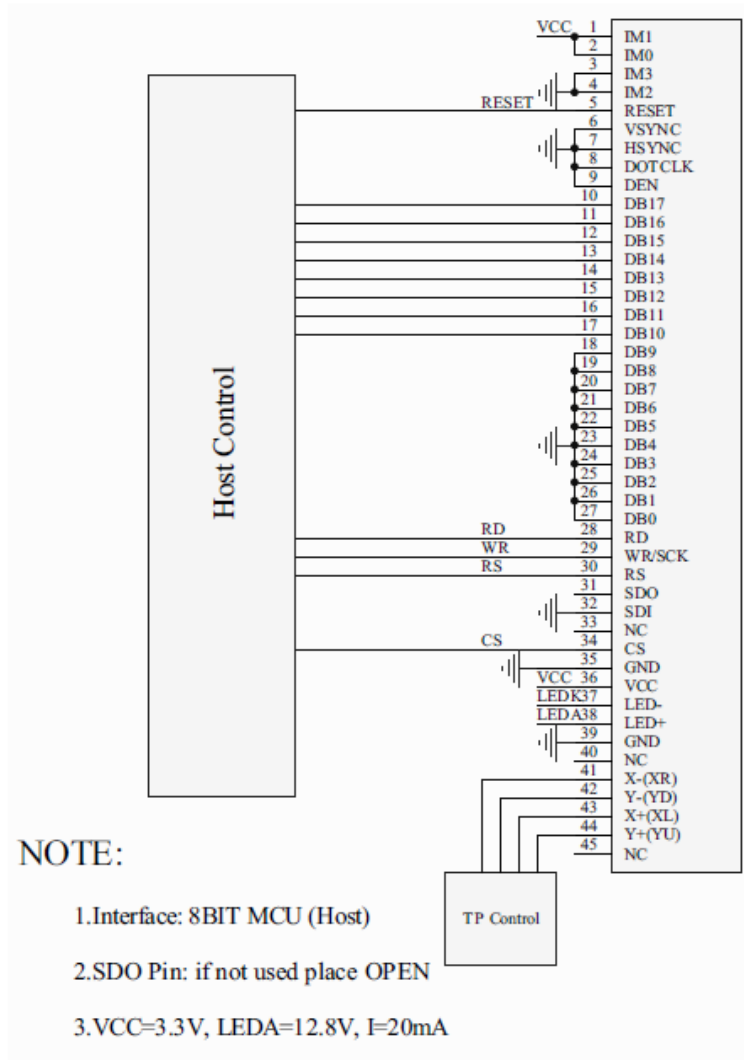 VCC 1 IM1
2 IM0
3 IM3
4 IM2
RESET 5 RESET
6 VSYNC
7 HSYNC
8 DOTCLK
9 DEN
10 DB17
11 DB16
12 DB15
13 DB14
14 DB13
15 DB12
16 DB11
17 DB10
18 DB9
19 DB8
20 DB7
21 DB6
22 DB5
23 DB4
24 DB3
25 DB2
26 DB1
27 DB0
Host Control
RD 28 RD
WR 29 WR/SCK
RS 30 RS
31 SDO
32 SDI
33 NC
CS 34 CS
35 GND
VCC 36 VCC
LEDK37 LED-
LEDA38 LED+
39 GND
40 NC
41 X-(XR)
42 Y-(YD)
43 X+(XL)
44 Y+(YU)
45 NC
TP Control
NOTE:
1.Interface: 8BIT MCU (Host)
2.SDO Pin: if not used place OPEN
3.VCC=3.3V, LEDA=12.8V, I=20mA